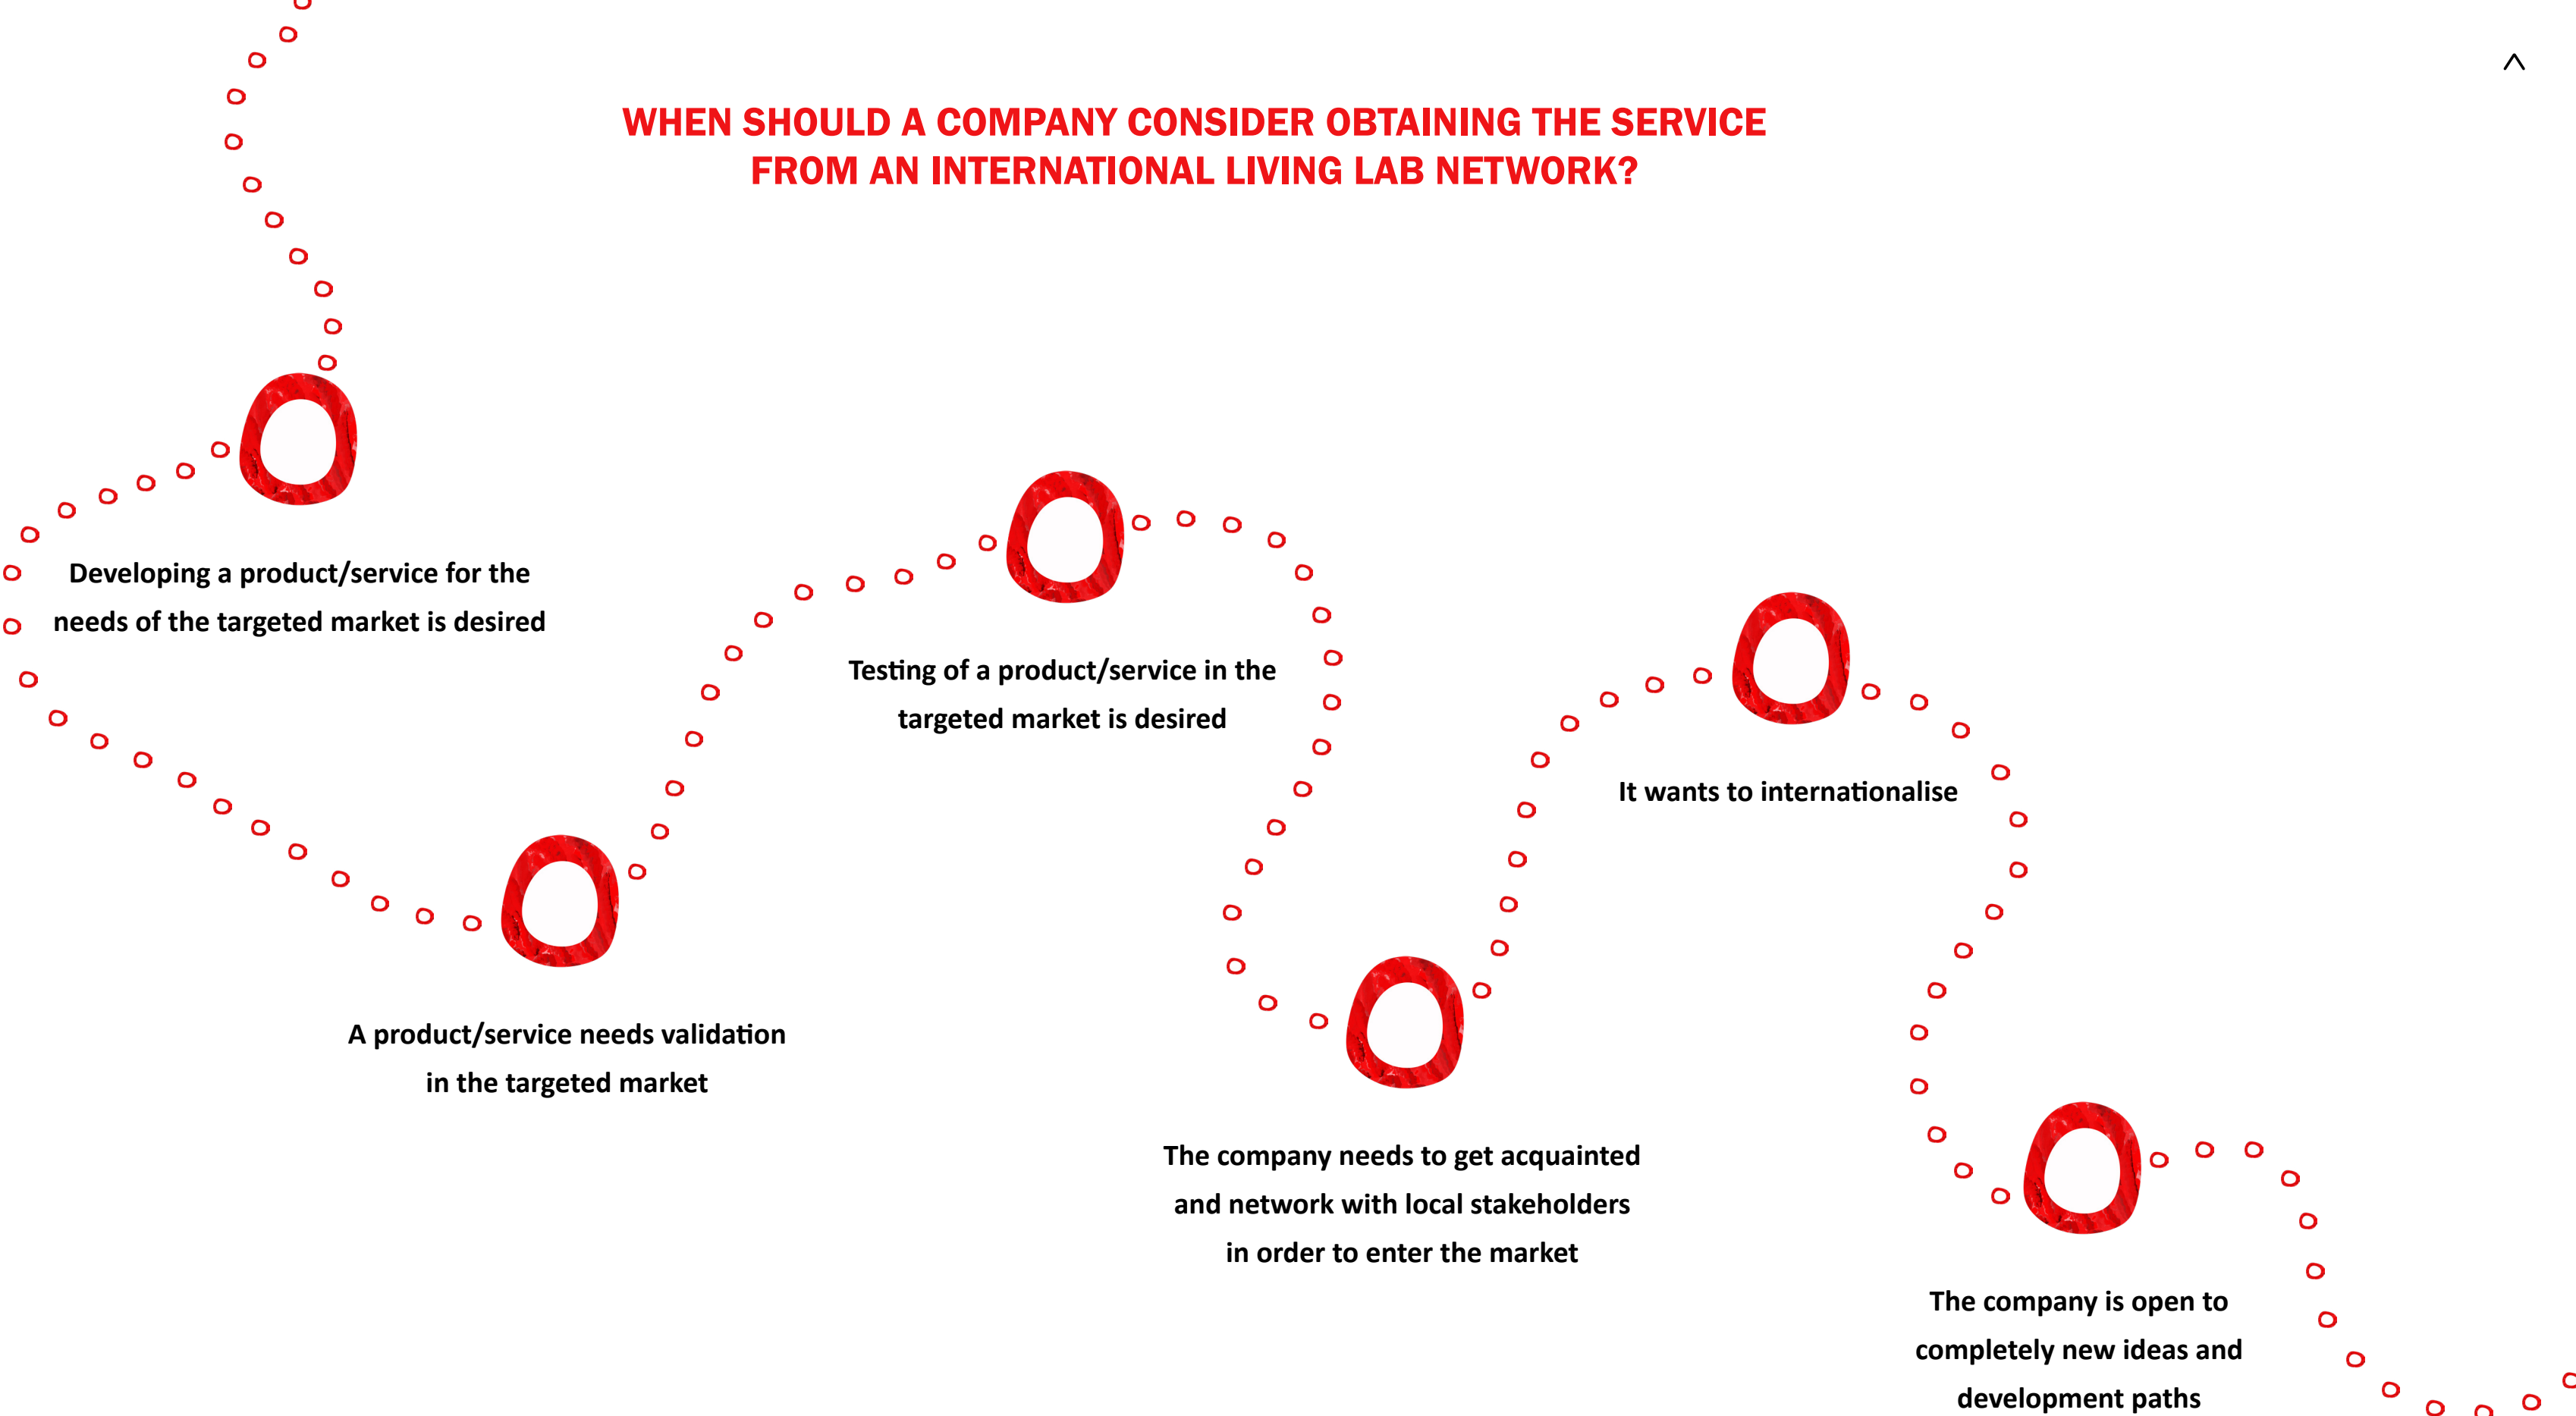 WHEN SHOULD A COMPANY CONSIDER OBTAINING THE SERVICE
FROM AN INTERNATIONAL LIVING LAB NETWORK?
Developing a product/service for the
needs of the targeted market is desired
A product/service needs validation
in the targeted market
Testing of a product/service in the
targeted market is desired
The company needs to get acquainted
and network with local stakeholders
in order to enter the market
It wants to internationalise
The company is open to
completely new ideas and
development paths